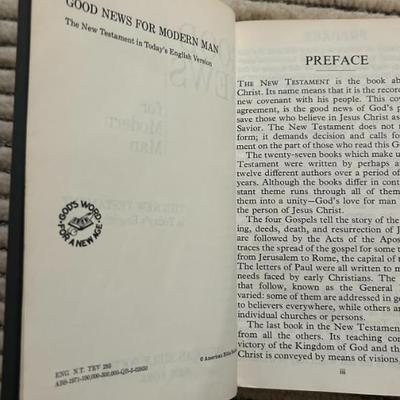 GOOD NEWS FOR MODERN MAN
The New Testament in Today's English Version
GOD'S WORD
FOR A NEW AGE
© American Bible
ENG. N.T. TEV 260
PREFACE
THE NEW TESTAMENT is the book ab
Christ. Its name means that it is the recor
new covenant with his people. This cov
agreement, is the good news of God's p
save those who believe in Jesus Christ as
Savior. The New Testament does not
form; it demands decision and calls fo
ment on the part of those who read this G
The twenty-seven books which make u
Testament were written by perhaps a
twelve different authors over a period o
years. Although the books differ in cont
stant theme runs through all of them
them into a unity—God's love for man
the person of Jesus Christ.
The four Gospels tell the story of the
ing, deeds, death, and resurrection of J
are followed by the Acts of the Apos
traces the spread of the gospel for some t
from Jerusalem to Rome, the capital of t
The letters of Paul were all written to m
needs faced by early Christians. The
that follow, known as the General
varied: some of them are addressed in ge
to believers everywhere, while others an
individual churches or persons.
The last book in the New Testamen
from all the others. Its teaching con
victory of the Kingdom of God and th
Christ is conveyed by means of visions,
iii